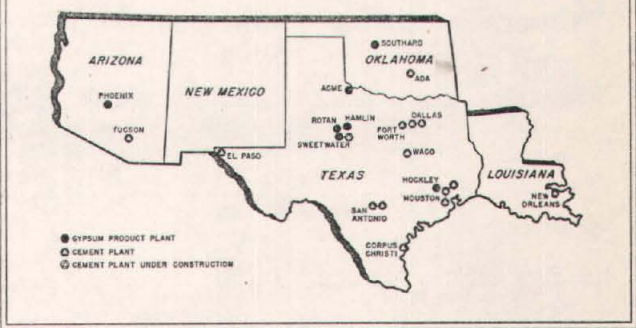 SOUTHARD
OKLAHOMA
ARIZONA
ADA
PHOENIX
NEW MEXICO
ACME
TUCSON
ROTAN
HAMLIN
DALLAS
FORT
WORTH
SWEETWATER
EL PASO
WACO
TEXAS
HOCKLEY
LOUISIANA
HOUSTON
NEW
ORLEANS
SAN
ANTONIO
CORPUS
CHRISTI
GYPSUM PRODUCT PLANT
CEMENT PLANT
CEMENT PLANT UNDER CONSTRUCTION